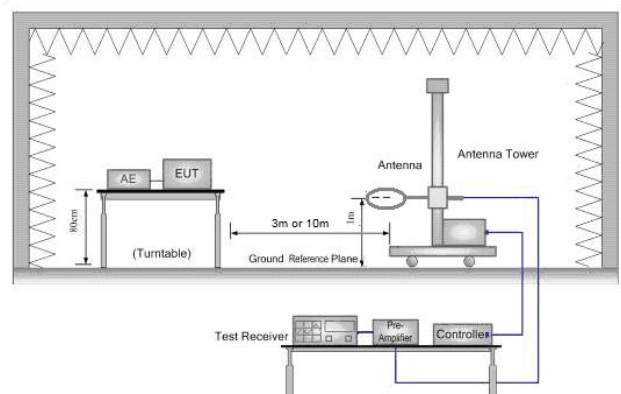 Antenna
Antenna Tower
AE
EUT
80cm
3m or 10m
1m
(Turntable)
Ground Reference Plane
Test Receiver
Pre-
Amplifier
Controller